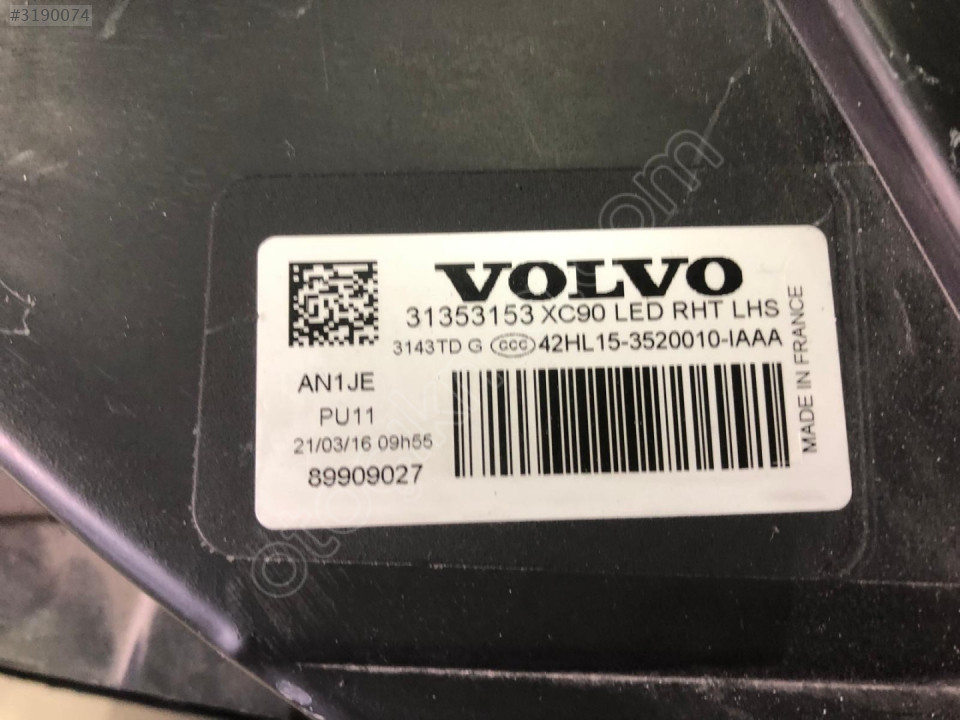 #3190074
VOLVO
31353153 XC90 LED RHT LHS
3143TD G CCC 42HL15-3520010-IAAA
AN1JE
PU11
21/03/16 09h55
89909027
MADE IN FRANCE